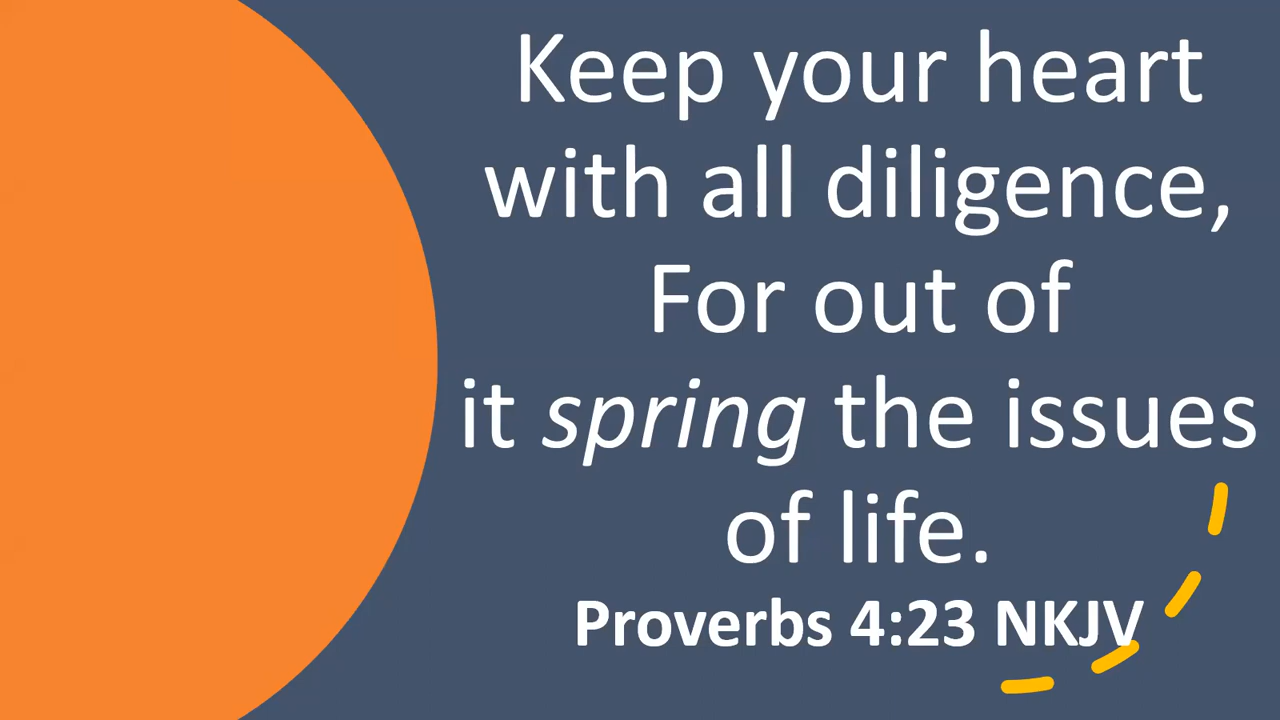 Keep your heart
with all diligence,
For out of
it spring the issues
of life.
Proverbs 4:23 NKJV